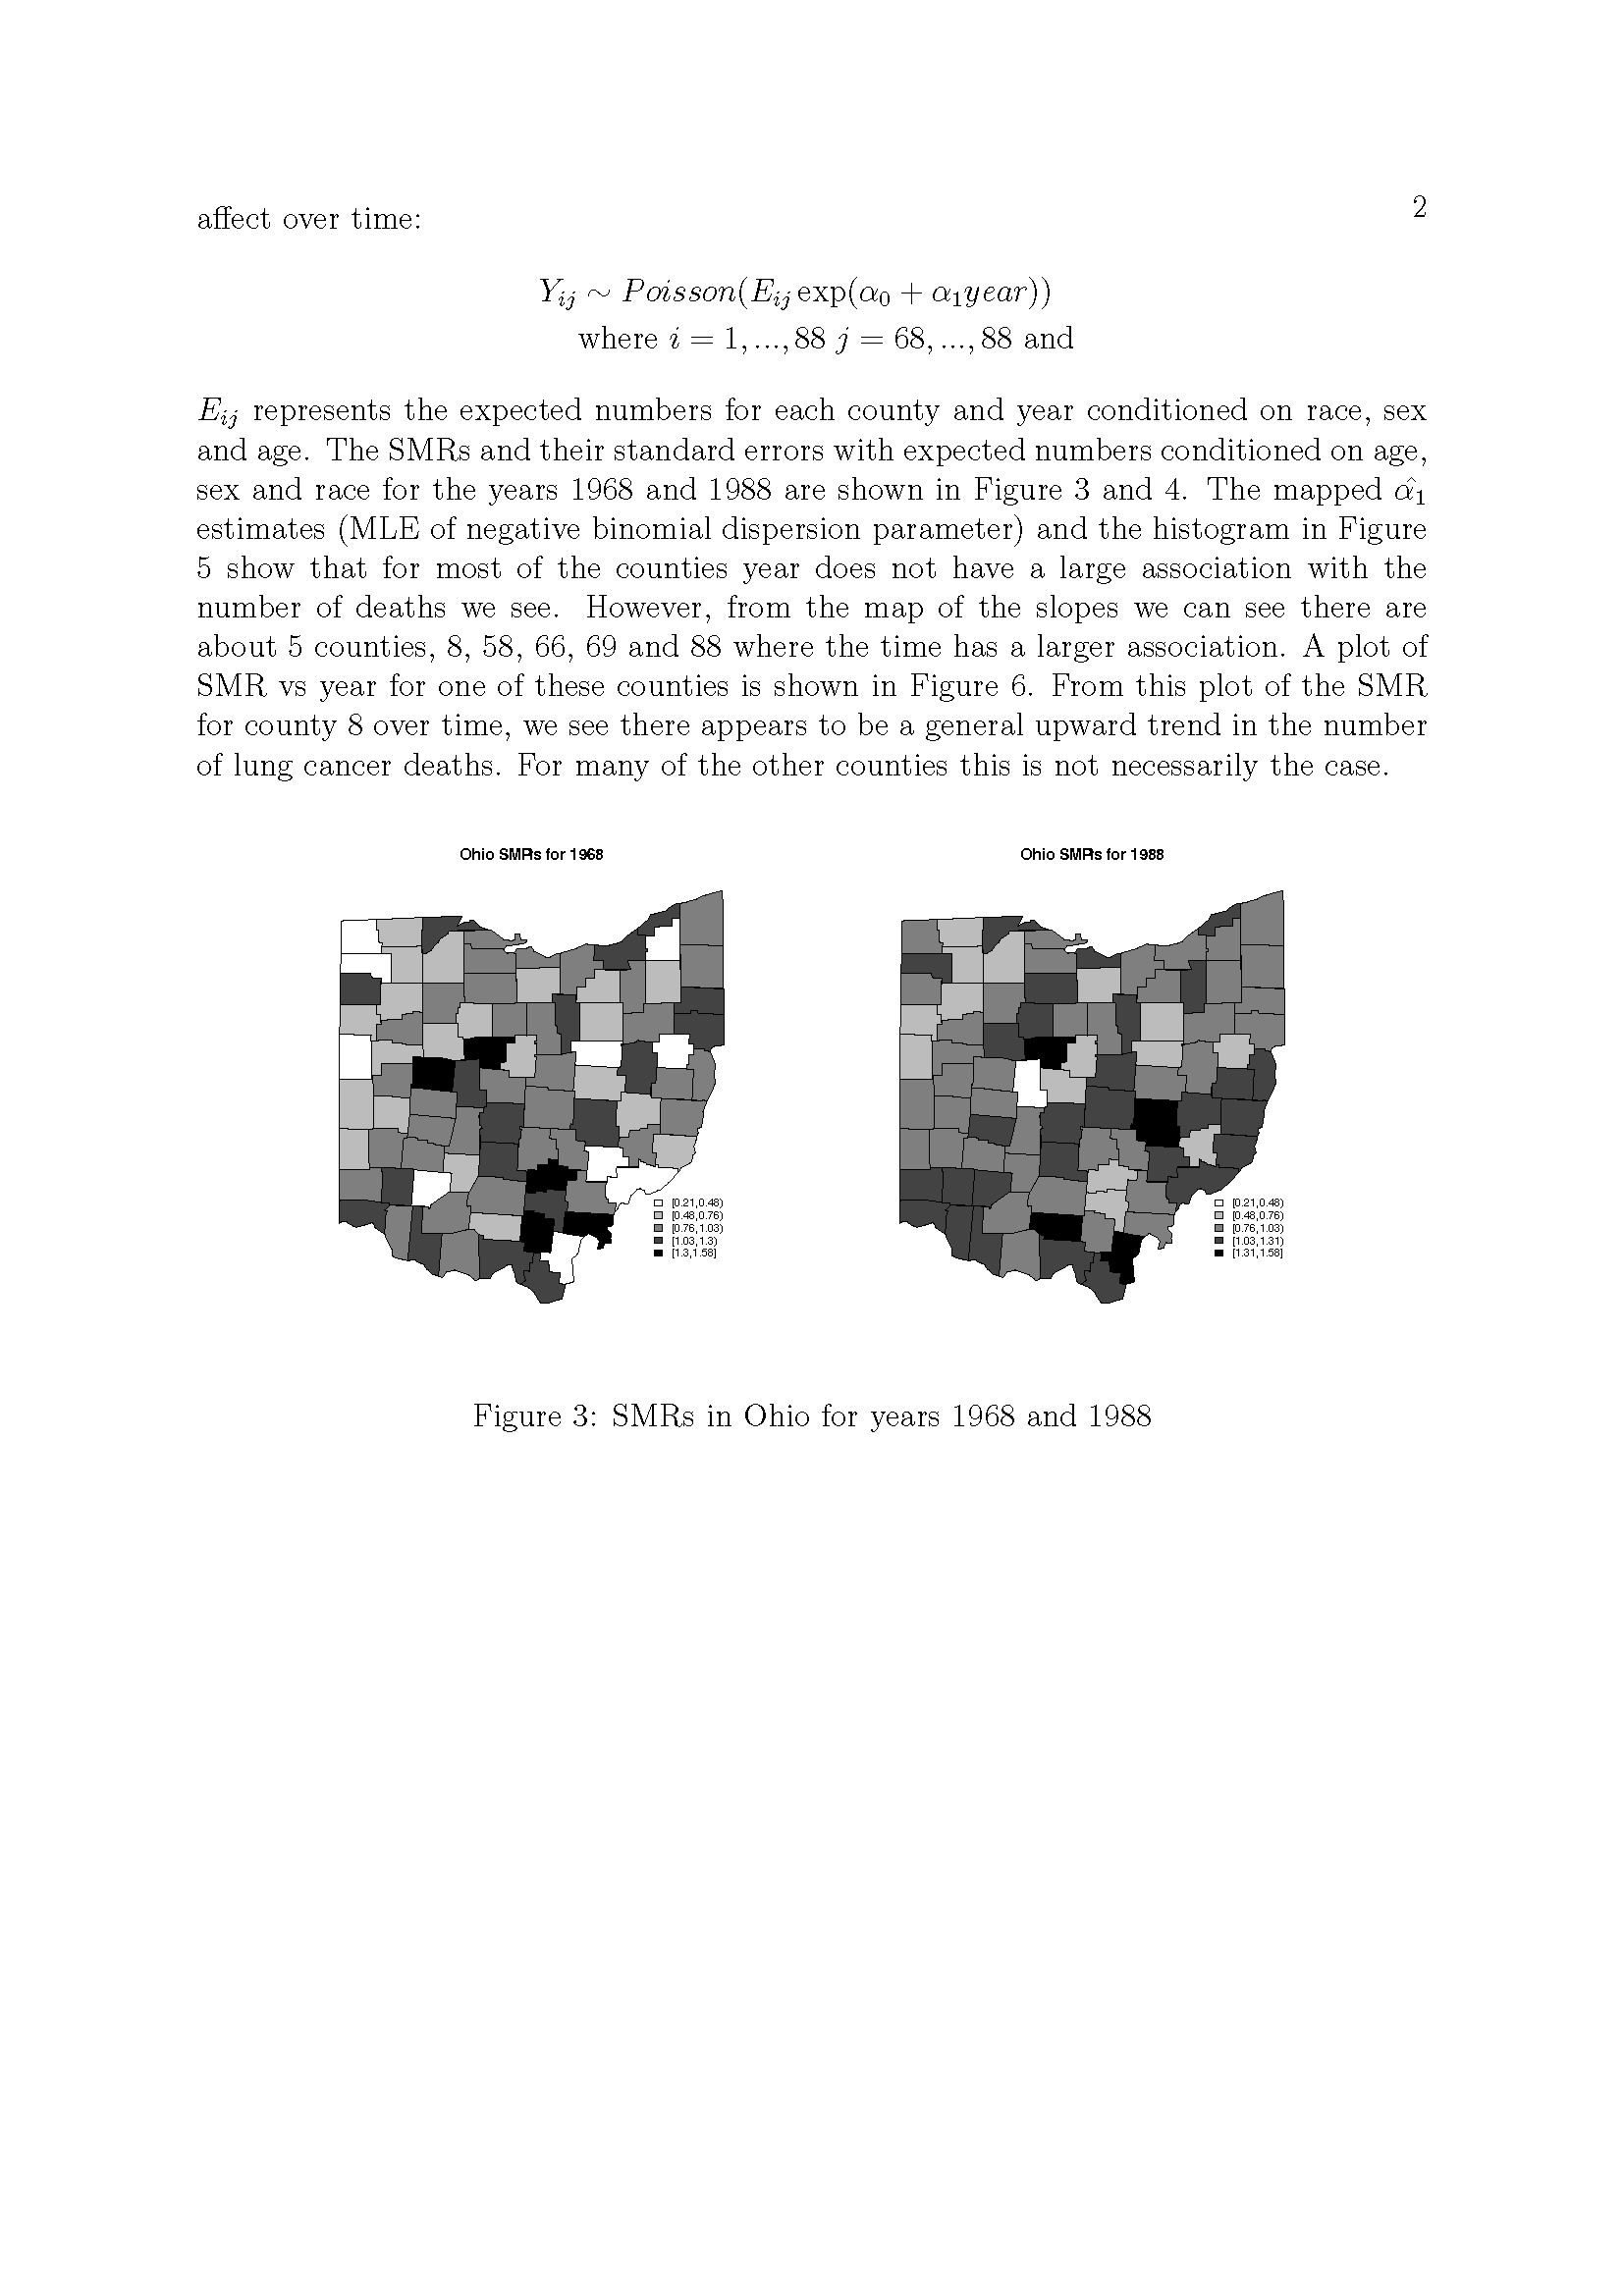 2
affect over time:
Y_{ij} ∼ Poisson(E_{ij} exp(α_0 + α_1year))
where i = 1, ..., 88 j = 68, ..., 88 and
E_{ij} represents the expected numbers for each county and year conditioned on race, sex
and age. The SMRs and their standard errors with expected numbers conditioned on age,
sex and race for the years 1968 and 1988 are shown in Figure 3 and 4. The mapped α̂_1
estimates (MLE of negative binomial dispersion parameter) and the histogram in Figure
5 show that for most of the counties year does not have a large association with the
number of deaths we see. However, from the map of the slopes we can see there are
about 5 counties, 8, 58, 66, 69 and 88 where the time has a larger association. A plot of
SMR vs year for one of these counties is shown in Figure 6. From this plot of the SMR
for county 8 over time, we see there appears to be a general upward trend in the number
of lung cancer deaths. For many of the other counties this is not necessarily the case.
Ohio SMRs for 1968
[0.21,0.48)
[0.48,0.76)
[0.76,1.03)
[1.03,1.3)
[1.3,1.58]
Ohio SMRs for 1988
[0.21,0.48)
[0.48,0.76)
[0.76,1.03)
[1.03,1.31)
[1.31,1.58]
Figure 3: SMRs in Ohio for years 1968 and 1988